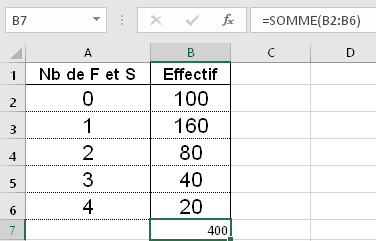 B7 fx =SOMME(B2:B6)
A B C D
1 Nb de F et S Effectif
2 0 100
3 1 160
4 2 80
5 3 40
6 4 20
7 400